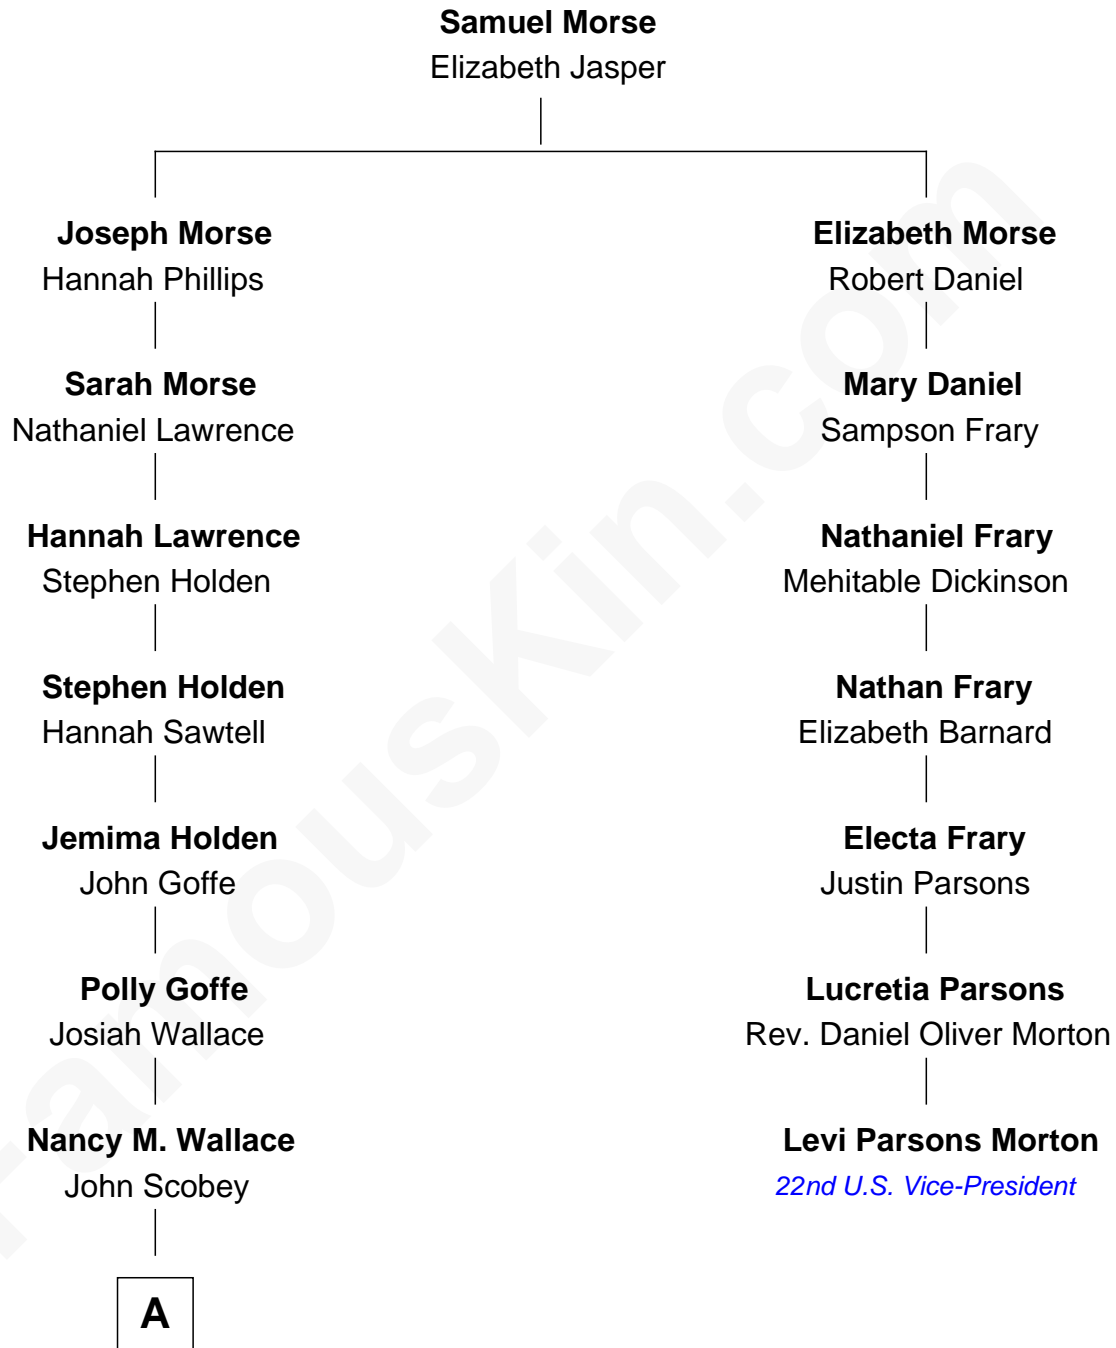 Samuel Morse
Elizabeth Jasper
Joseph Morse
Hannah Phillips
Elizabeth Morse
Robert Daniel
Sarah Morse
Nathaniel Lawrence
Mary Daniel
Sampson Frary
Hannah Lawrence
Stephen Holden
Nathaniel Frary
Mehitable Dickinson
Stephen Holden
Hannah Sawtell
Nathan Frary
Elizabeth Barnard
Jemima Holden
John Goffe
Electa Frary
Justin Parsons
Polly Goffe
Josiah Wallace
Lucretia Parsons
Rev. Daniel Oliver Morton
Nancy M. Wallace
John Scobey
Levi Parsons Morton
22nd U.S. Vice-President
A
FamousKin.com